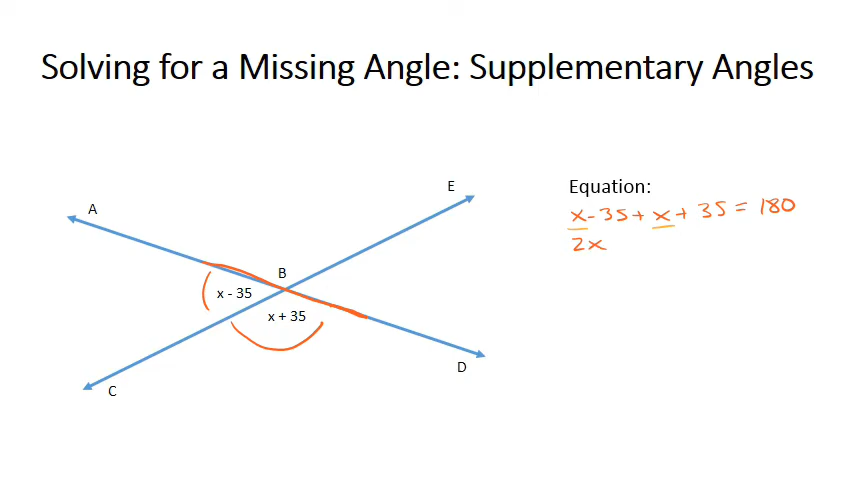 Solving for a Missing Angle: Supplementary Angles
E
Equation:
A
x - 35 + x + 35 = 180
2x
B
x - 35
x + 35
D
C